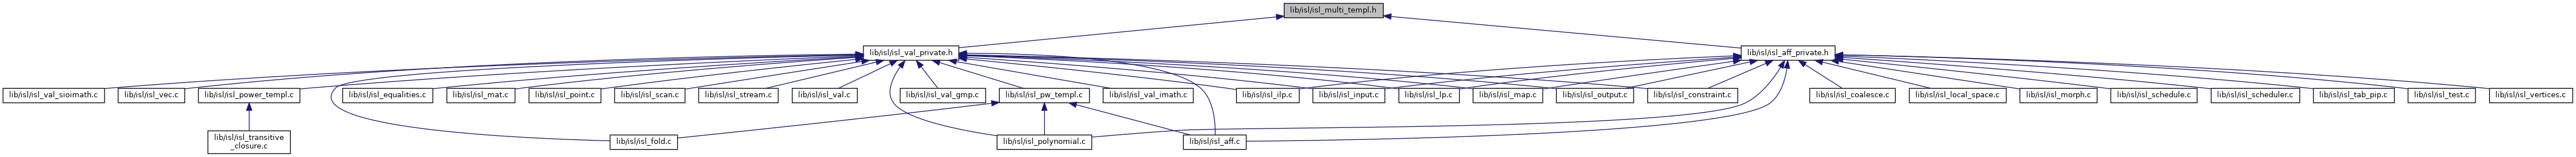 lib/isl/isl_multi_templ.h
lib/isl/isl_val_private.h
lib/isl/isl_aff_private.h
lib/isl/isl_val_sioimath.c
lib/isl/isl_vec.c
lib/isl/isl_power_templ.c
lib/isl/isl_equalities.c
lib/isl/isl_mat.c
lib/isl/isl_point.c
lib/isl/isl_scan.c
lib/isl/isl_stream.c
lib/isl/isl_val.c
lib/isl/isl_val_gmp.c
lib/isl/isl_pw_templ.c
lib/isl/isl_val_imath.c
lib/isl/isl_ilp.c
lib/isl/isl_input.c
lib/isl/isl_lp.c
lib/isl/isl_map.c
lib/isl/isl_output.c
lib/isl/isl_constraint.c
lib/isl/isl_coalesce.c
lib/isl/isl_local_space.c
lib/isl/isl_morph.c
lib/isl/isl_schedule.c
lib/isl/isl_scheduler.c
lib/isl/isl_tab_pip.c
lib/isl/isl_test.c
lib/isl/isl_vertices.c
lib/isl/isl_transitive
_closure.c
lib/isl/isl_fold.c
lib/isl/isl_polynomial.c
lib/isl/isl_aff.c